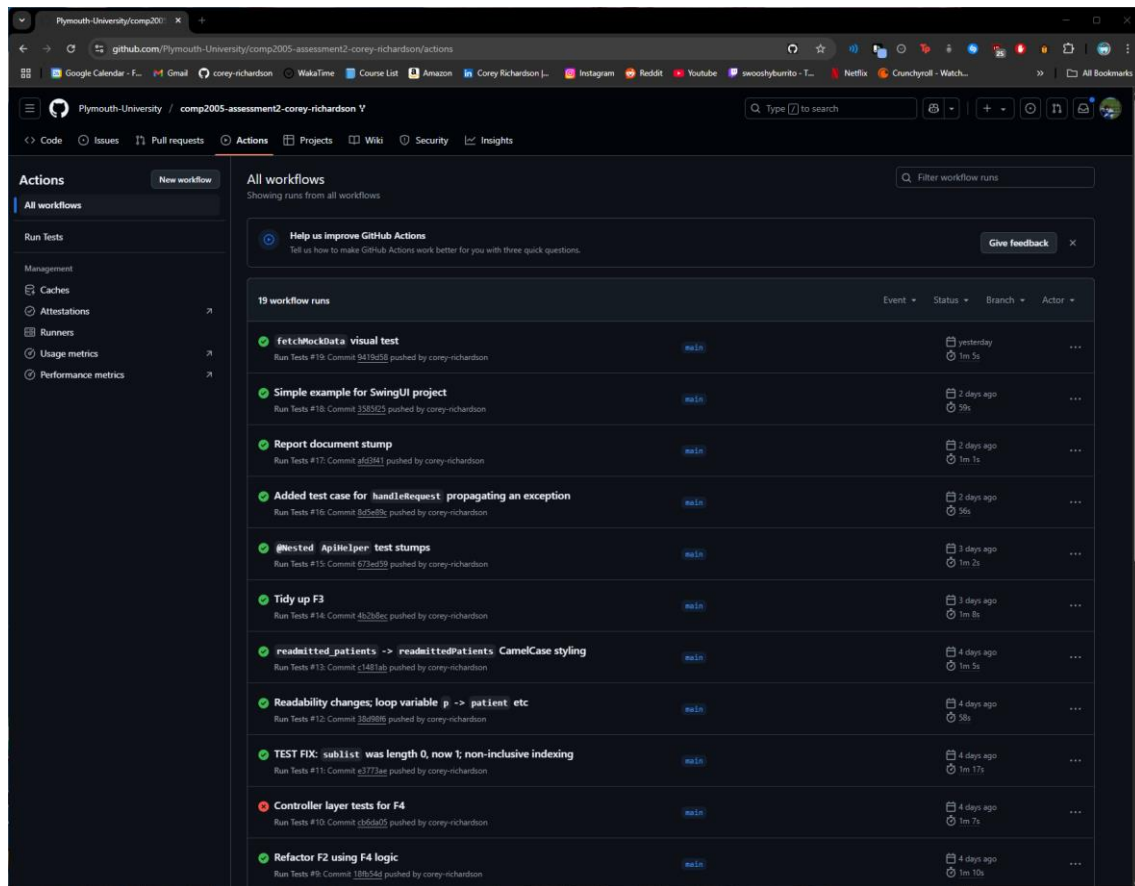 Plymouth-University/comp200
github.com/Plymouth-University/comp2005-assessment2-corey-richardson/actions
25
Google Calendar - F... Gmail corey-richardson WakaTime Course List Amazon Corey Richardson |... Instagram Reddit Youtube swooshyburrito - T... Netflix Crunchyroll - Watch... » All Bookmarks
Plymouth-University / comp2005-assessment2-corey-richardson
Type / to search
Code Issues Pull requests Actions Projects Wiki Security Insights
Actions
New workflow
All workflows
Run Tests
Management
Caches
Attestations
Runners
Usage metrics
Performance metrics
All workflows
Showing runs from all workflows
Filter workflow runs
Help us improve GitHub Actions
Tell us how to make GitHub Actions work better for you with three quick questions.
Give feedback
19 workflow runs
Event Status Branch Actor
fetchMockData visual test
Run Tests #19: Commit 9419d58 pushed by corey-richardson
main
yesterday
1m 5s
Simple example for SwingUI project
Run Tests #18: Commit 3585f25 pushed by corey-richardson
main
2 days ago
59s
Report document stump
Run Tests #17: Commit afd3f41 pushed by corey-richardson
main
2 days ago
1m 1s
Added test case for handleRequest propagating an exception
Run Tests #16: Commit 8d5e89c pushed by corey-richardson
main
2 days ago
56s
@Nested ApiHelper test stumps
Run Tests #15: Commit 673ed59 pushed by corey-richardson
main
3 days ago
1m 2s
Tidy up F3
Run Tests #14: Commit 4b2b8ec pushed by corey-richardson
main
3 days ago
1m 8s
readmitted_patients -> readmittedPatients CamelCase styling
Run Tests #13: Commit c1481ab pushed by corey-richardson
main
4 days ago
1m 5s
Readability changes; loop variable p -> patient etc
Run Tests #12: Commit 38d98f6 pushed by corey-richardson
main
4 days ago
58s
TEST FIX: sublist was length 0, now 1; non-inclusive indexing
Run Tests #11: Commit e3773ae pushed by corey-richardson
main
4 days ago
1m 17s
Controller layer tests for F4
Run Tests #10: Commit cb6da05 pushed by corey-richardson
main
4 days ago
1m 7s
Refactor F2 using F4 logic
Run Tests #9: Commit 18fb54d pushed by corey-richardson
main
4 days ago
1m 10s